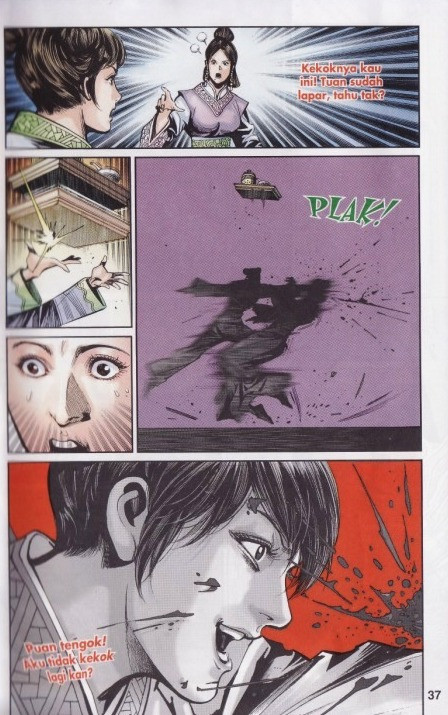 Kekoknya kau
ini! Tuan sudah
lapar, tahu tak?
PLAK!
Puan tengok!
Aku tidak kekok
lagi kan?
37